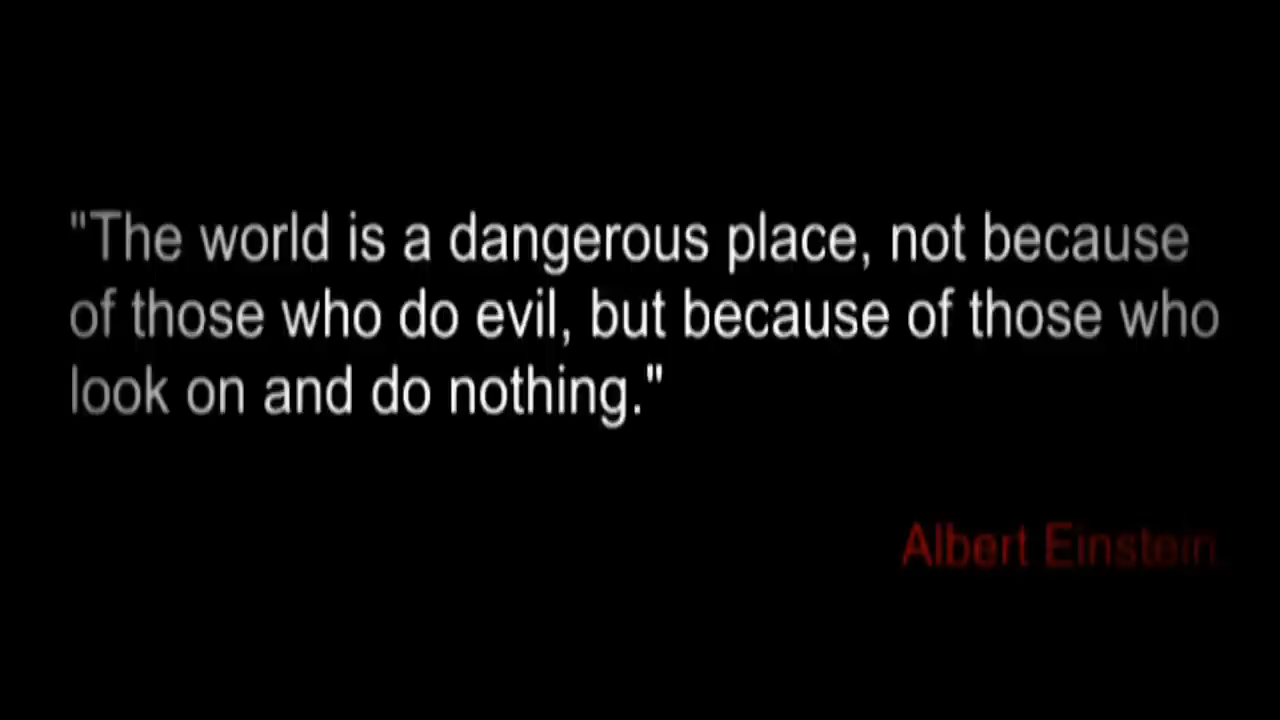 "The world is a dangerous place, not because
of those who do evil, but because of those who
look on and do nothing."
Albert Einstein